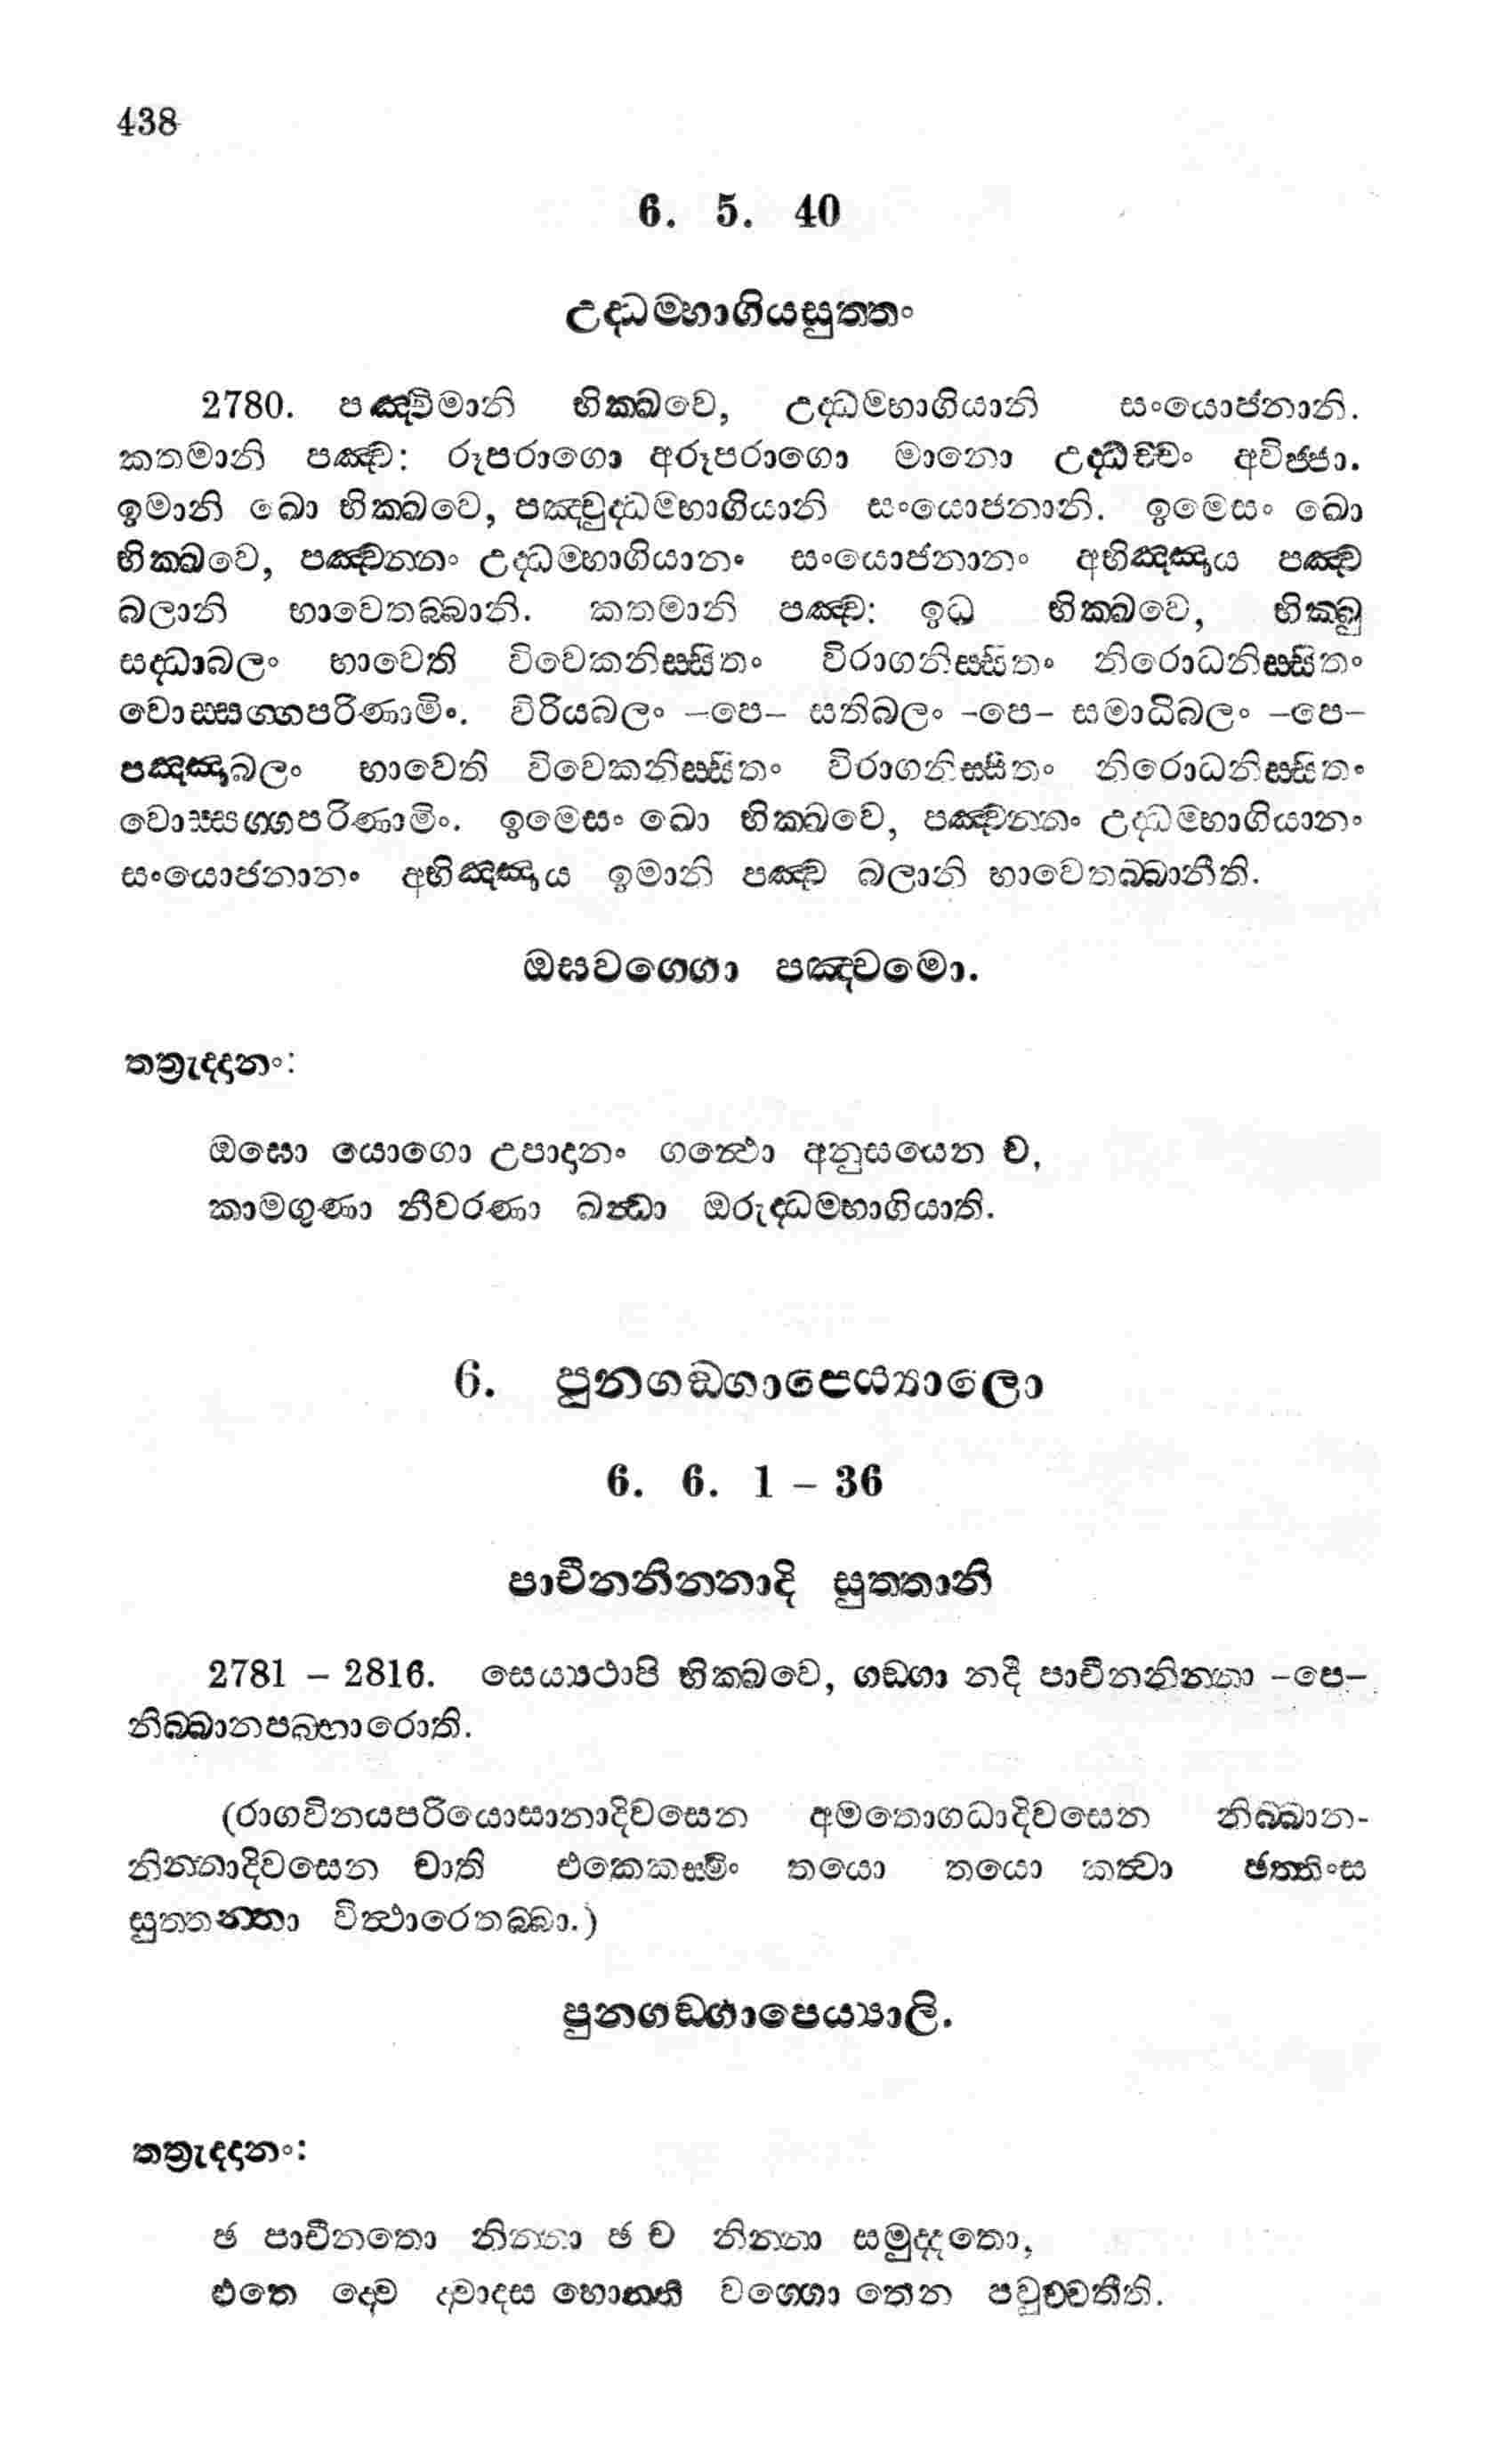 438
6. 5. 40
උද්ධම්භාගියසුත්තං
2780. පඤ්චිමානි භික්ඛවෙ, උද්ධම්භාගියානි සංයොජනානි.
කතමානි පඤ්ච: රූපරාගො අරූපරාගො මානො උද්ධච්චං අවිජ්ජා.
ඉමානි ඛො භික්ඛවෙ, පඤ්චුද්ධම්භාගියානි සංයොජනානි. ඉමෙසං ඛො
භික්ඛවෙ, පඤ්චන්නං උද්ධම්භාගියානං සංයොජනානං අභිඤ්ඤාය පඤ්ච
බලානි භාවෙතබ්බානි. කතමානි පඤ්ච: ඉධ භික්ඛවෙ, භික්ඛු
සද්ධාබලං භාවෙති විවෙකනිස්සිතං විරාගනිස්සිතං නිරොධනිස්සිතං
වොස්සග්ගපරිණාමිං. විරියබලං –පෙ– සතිබලං –පෙ– සමාධිබලං –පෙ–
පඤ්ඤාබලං භාවෙති විවෙකනිස්සිතං විරාගනිස්සිතං නිරොධනිස්සිතං
වොස්සග්ගපරිණාමිං. ඉමෙසං ඛො භික්ඛවෙ, පඤ්චන්නං උද්ධම්භාගියානං
සංයොජනානං අභිඤ්ඤාය ඉමානි පඤ්ච බලානි භාවෙතබ්බානීති.
ඔඝවග්ගො පඤ්චමො.
තත්‍රුද්දානං:
ඔඝො යොගො උපාදානං ගන්ථො අනුසයෙන ච,
කාමගුණා නීවරණා ඛන්ධා ඔරුද්ධම්භාගියාති.
6. පුනගඞ්ගාපෙය්‍යාලො
6. 6. 1 – 36
පාචීනනින්නාදි සුත්තානි
2781 – 2816. සෙය්‍යථාපි භික්ඛවෙ, ගඞ්ගා නදී පාචීනනින්නා –පෙ–
නිබ්බානපබ්භාරොති.
(රාගවිනයපරියොසානාදිවසෙන අමතොගධාදිවසෙන නිබ්බාන-
නින්නාදිවසෙන චාති එකෙකස්මිං තයො තයො කත්වා ඡත්තිංස
සුත්තන්තා විත්ථාරෙතබ්බා.)
පුනගඞ්ගාපෙය්‍යාලි.
තත්‍රුද්දානං:
ඡ පාචීනතො නින්නා ඡ ච නින්නා සමුද්දතො,
එතෙ ද්වෙ ද්වාදස හොන්ති වග්ගො තෙන පවුච්චතීති.